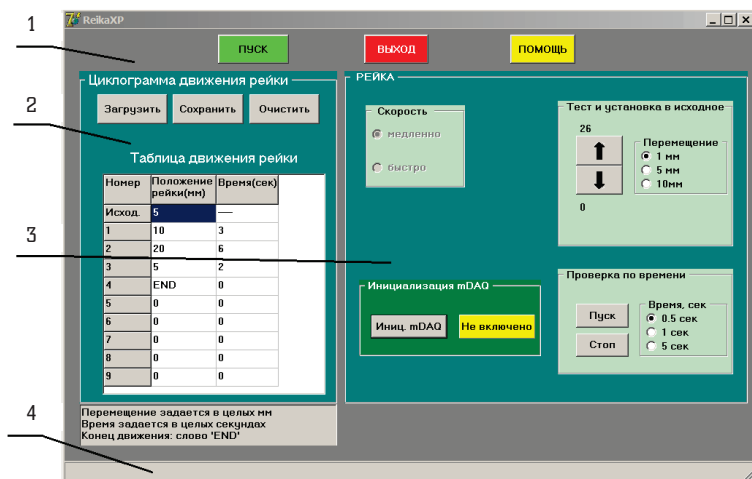 1
2
3
4
ReikaXP
ПУСК ВЫХОД ПОМОЩЬ
Циклограмма движения рейки
Загрузить Сохранить Очистить
Таблица движения рейки
Номер Положение рейки(мм) Время(сек)
Исход. 5 —
1 10 3
2 20 6
3 5 2
4 END 0
5 0 0
6 0 0
7 0 0
8 0 0
9 0 0
Перемещение задается в целых мм
Время задается в целых секундах
Конец движения: слово 'END'
РЕЙКА
Скорость
медленно
быстро
Тест и установка в исходное
26
0
Перемещение
1 мм
5 мм
10мм
Инициализация mDAQ
Иниц. mDAQ Не включено
Проверка по времени
Пуск
Стоп
Время, сек
0.5 сек
1 сек
5 сек